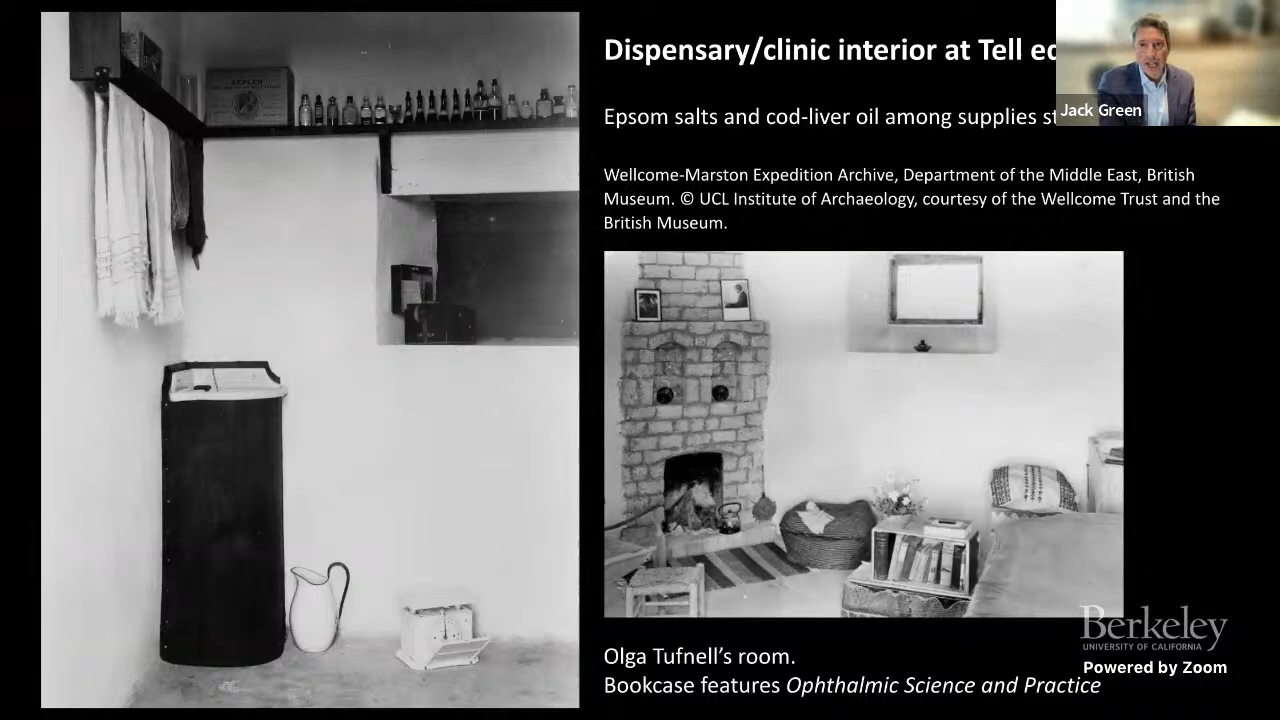 Dispensary/clinic interior at Tell
Epsom salts and cod-liver oil among supplies
Jack Green
Wellcome-Marston Expedition Archive, Department of the Middle East, British
Museum. © UCL Institute of Archaeology, courtesy of the Wellcome Trust and the
British Museum.
KEPLER
Olga Tufnell’s room.
Bookcase features Ophthalmic Science and Practice
Berkeley
UNIVERSITY OF CALIFORNIA
Powered by Zoom